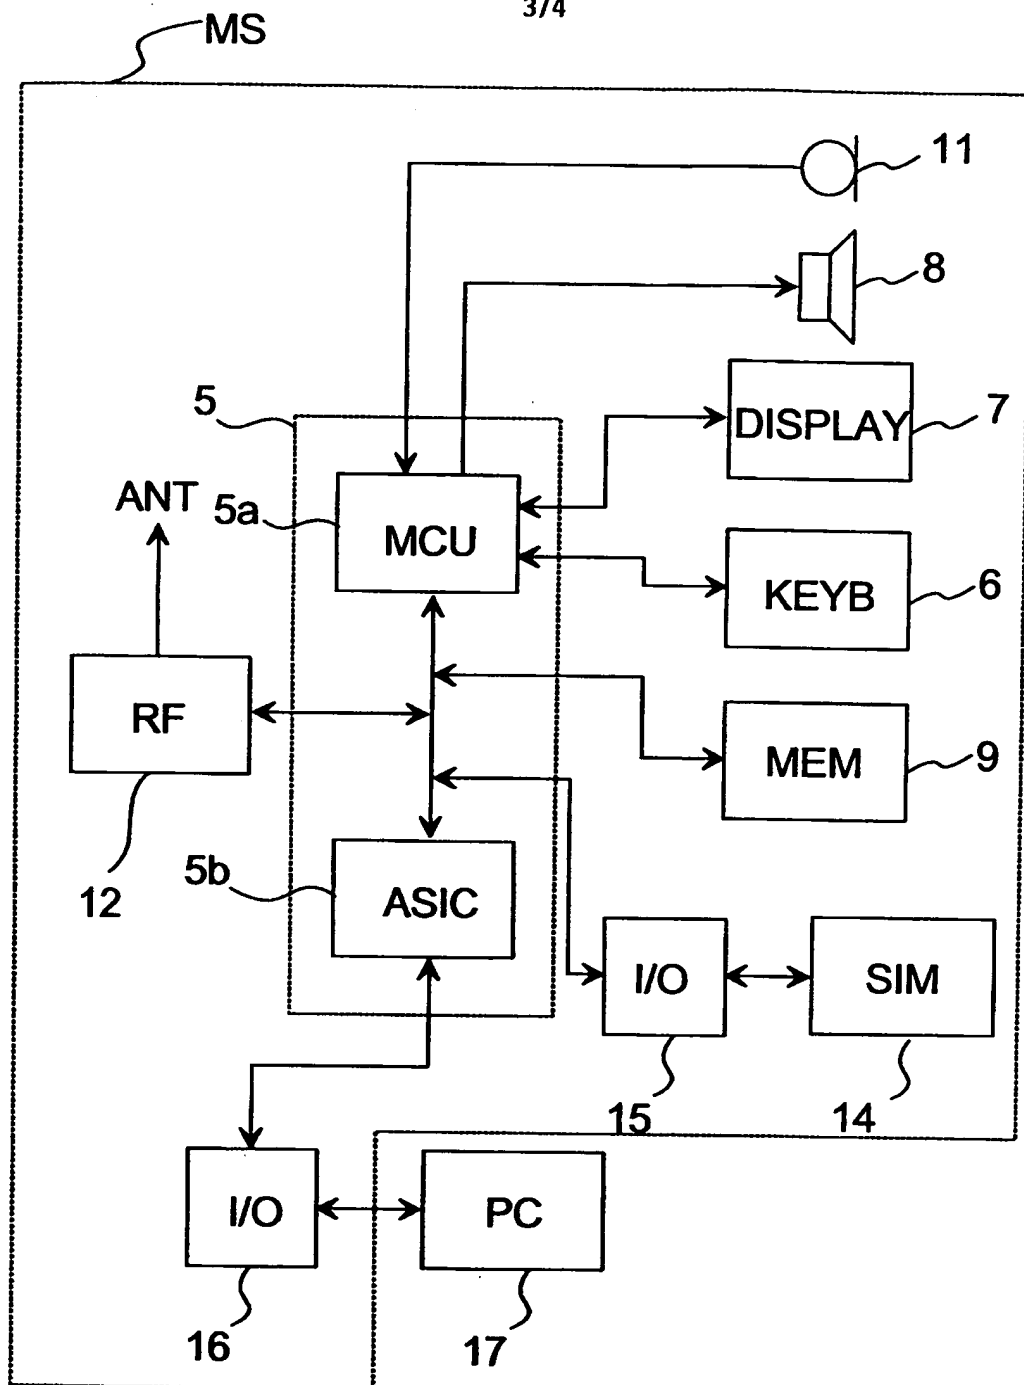 3/4
MS
11
8
5
DISPLAY
7
ANT
5a
MCU
KEYB
6
RF
MEM
9
12
5b
ASIC
I/O
SIM
15
14
I/O
PC
16
17